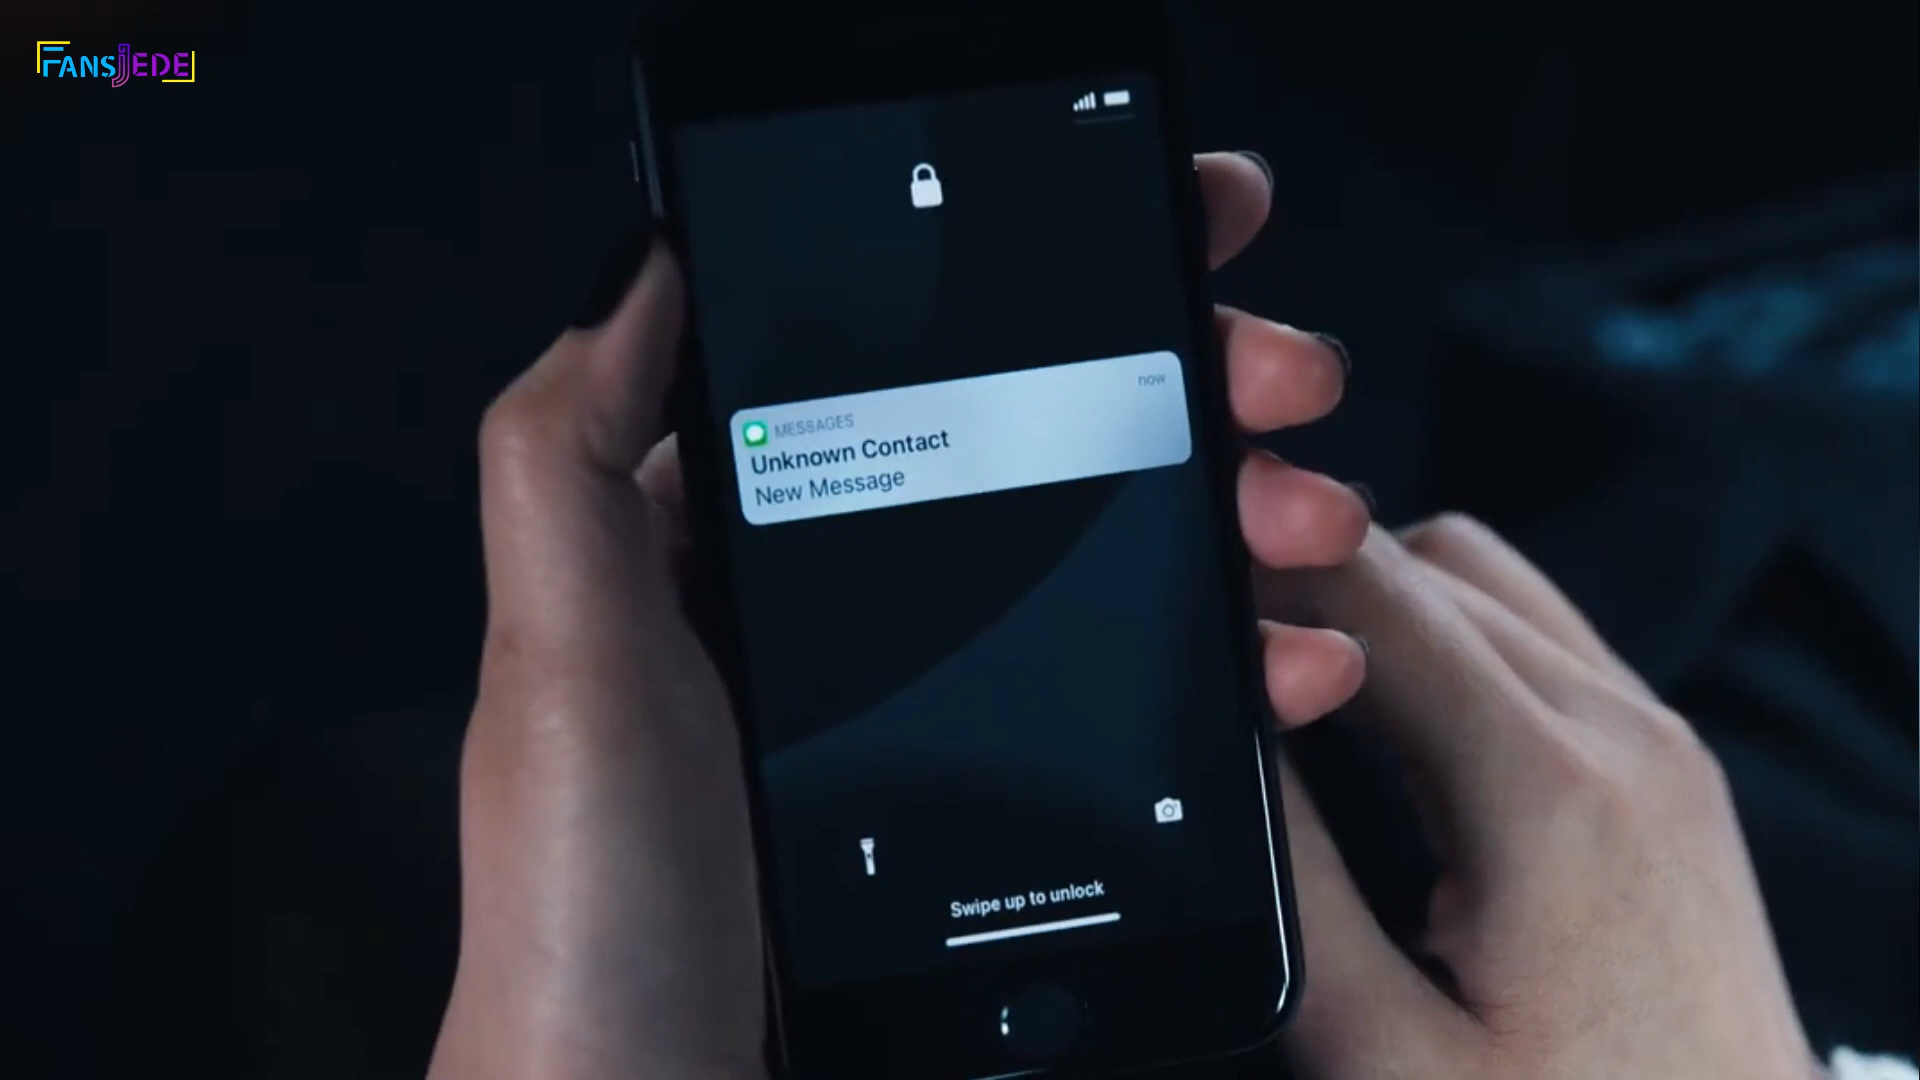 FANSJEDE
now
MESSAGES
Unknown Contact
New Message
Swipe up to unlock